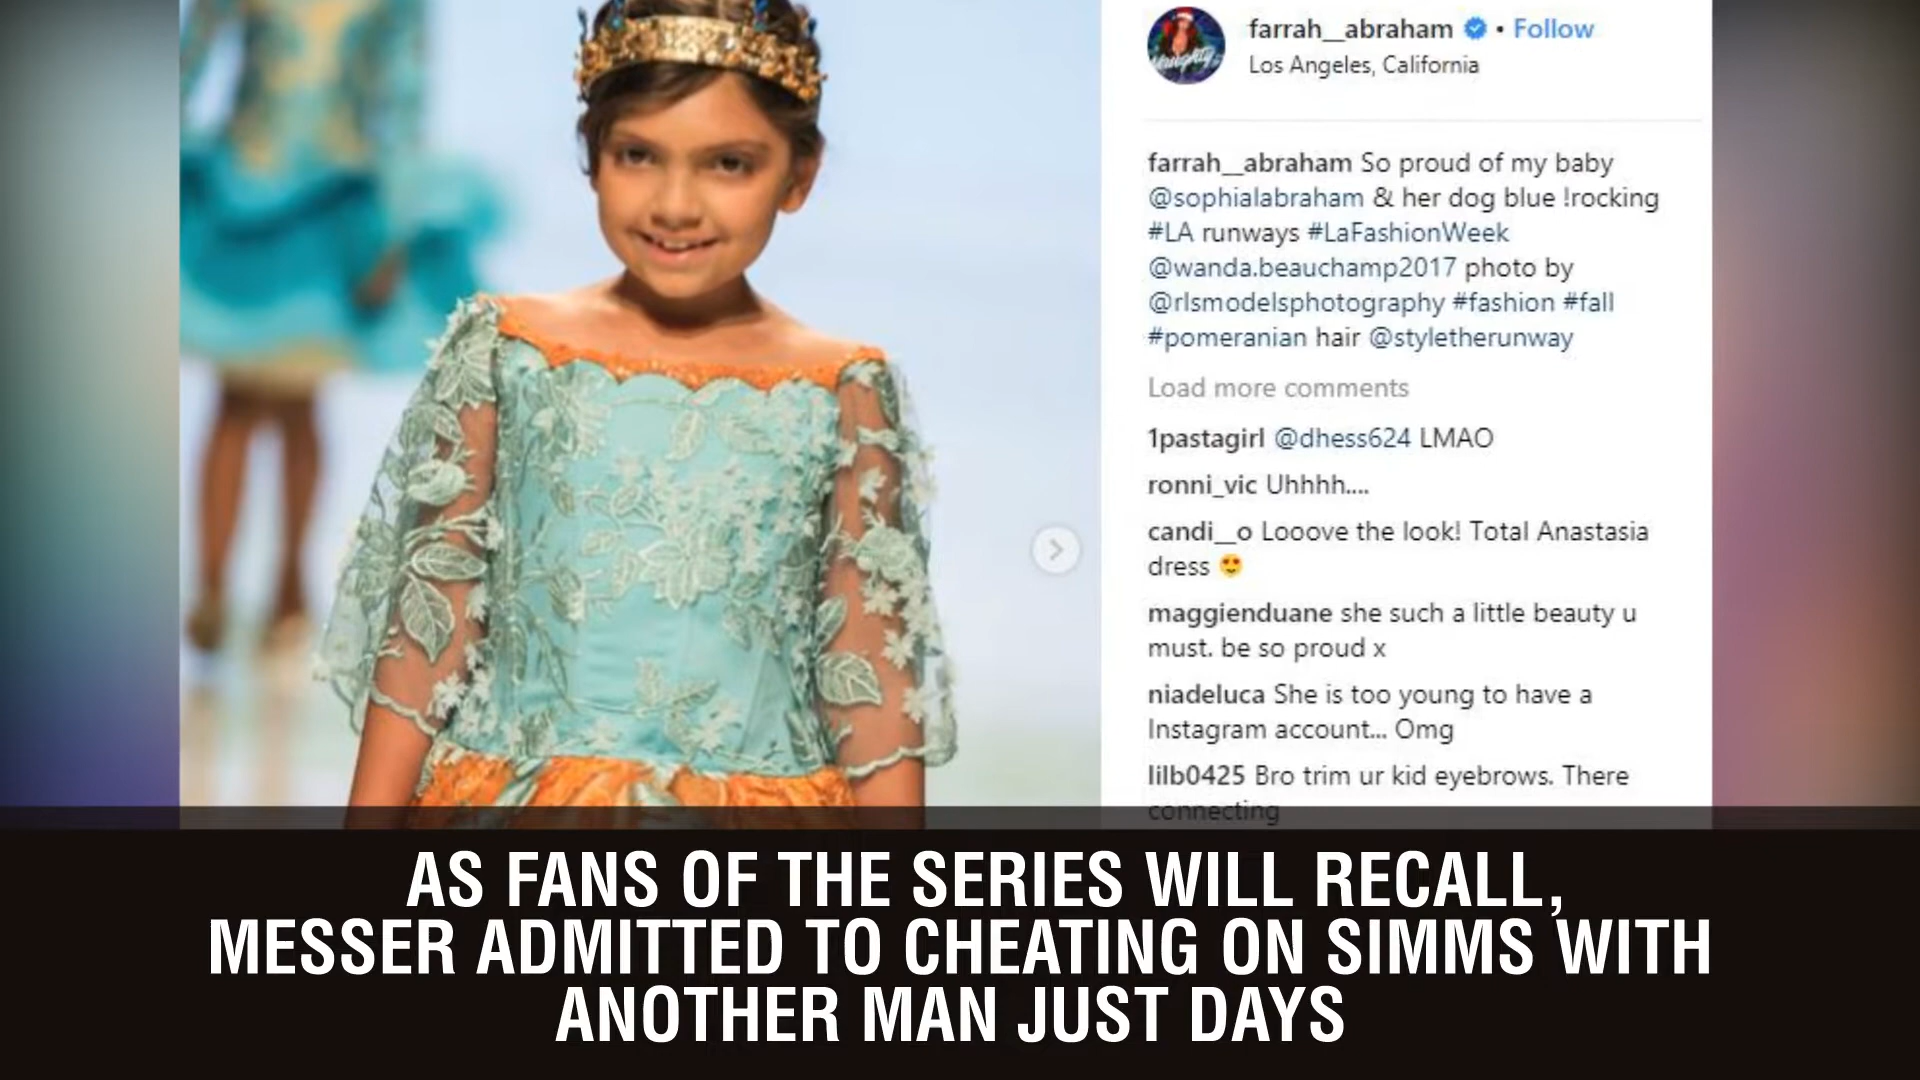 farrah__abraham • Follow
Los Angeles, California
farrah__abraham So proud of my baby
@sophialabraham & her dog blue !rocking
#LA runways #LaFashionWeek
@wanda.beauchamp2017 photo by
@rlsmodelsphotography #fashion #fall
#pomeranian hair @styletherunway
Load more comments
1pastagirl @dhess624 LMAO
ronni_vic Uhhhh....
candi__o Looove the look! Total Anastasia
dress 😍
maggienduane she such a little beauty u
must. be so proud x
niadeluca She is too young to have a
Instagram account... Omg
lilb0425 Bro trim ur kid eyebrows. There
connecting
AS FANS OF THE SERIES WILL RECALL,
MESSER ADMITTED TO CHEATING ON SIMMS WITH
ANOTHER MAN JUST DAYS